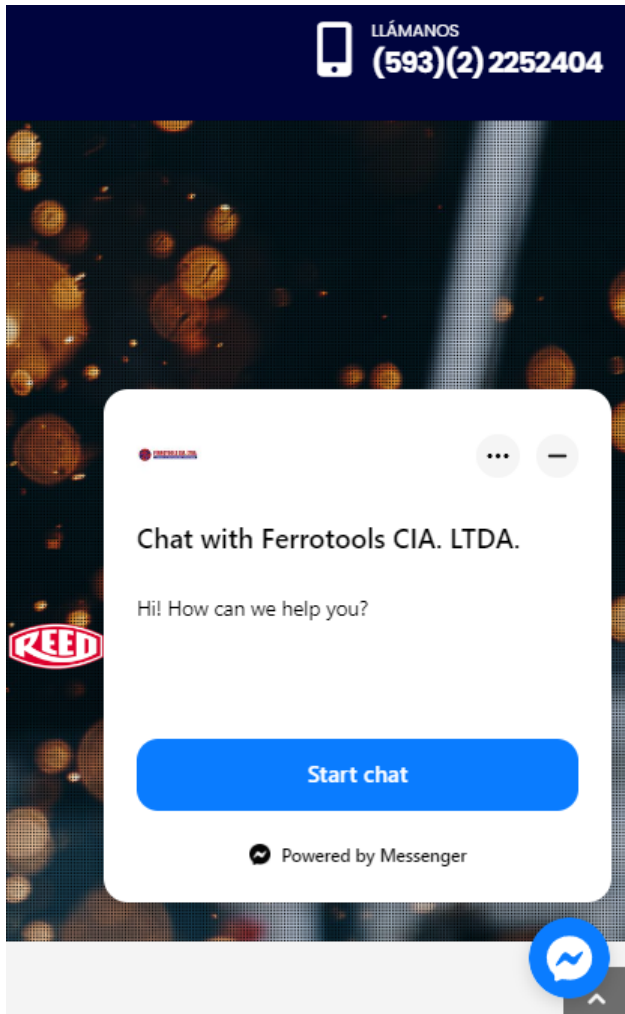 LLÁMANOS
(593)(2) 2252404
Chat with Ferrotools CIA. LTDA.
Hi! How can we help you?
REED
Start chat
Powered by Messenger